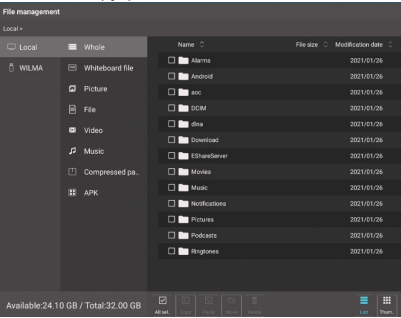 File management
Local >
Local
WILMA
Whole
Whiteboard file
Picture
File
Video
Music
Compressed pa..
APK
Name File size Modification date
Alarms 2021/01/26
Android 2021/01/26
aoc 2021/01/26
DCIM 2021/01/26
dlna 2021/01/26
Download 2021/01/26
EShareServer 2021/01/26
Movies 2021/01/26
Music 2021/01/26
Notifications 2021/01/26
Pictures 2021/01/26
Podcasts 2021/01/26
Ringtones 2021/01/26
Available:24.10 GB / Total:32.00 GB
All sel.. Copy Paste Move Delete List Thum..